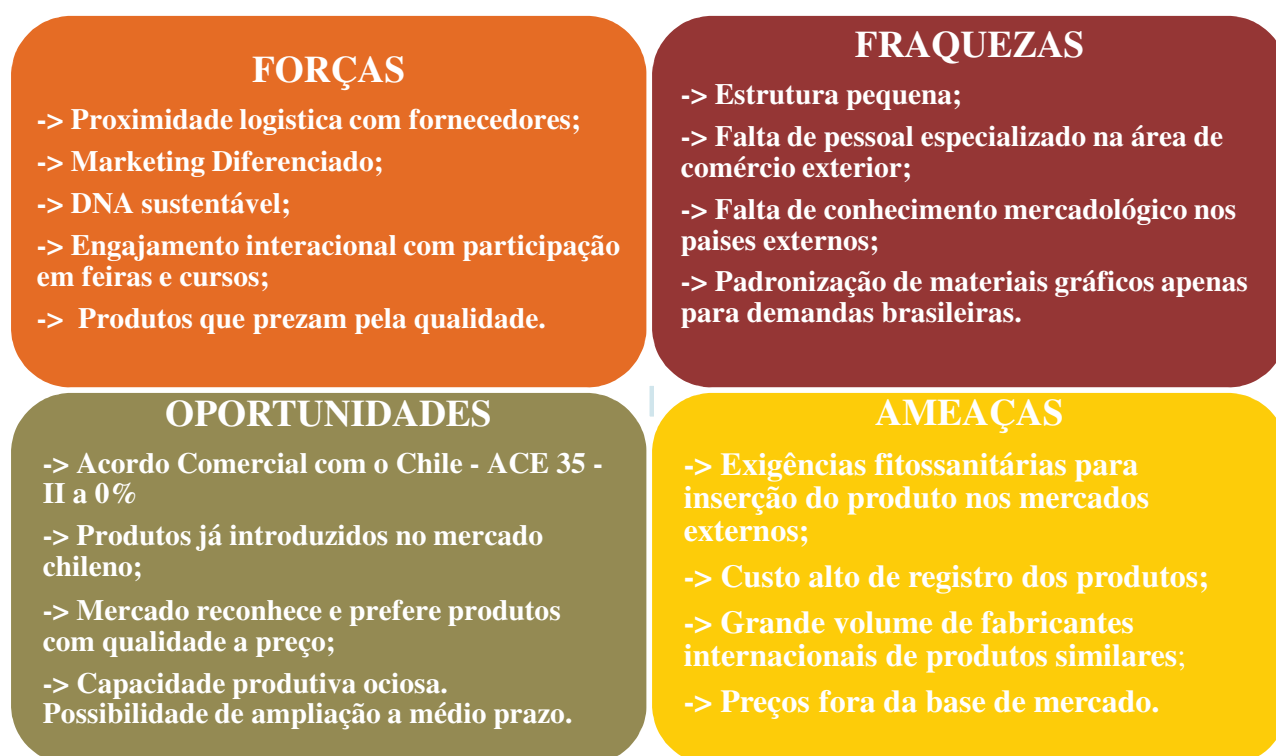 FORÇAS
-> Proximidade logistica com fornecedores;
-> Marketing Diferenciado;
-> DNA sustentável;
-> Engajamento interacional com participação
em feiras e cursos;
-> Produtos que prezam pela qualidade.
FRAQUEZAS
-> Estrutura pequena;
-> Falta de pessoal especializado na área de
comércio exterior;
-> Falta de conhecimento mercadológico nos
paises externos;
-> Padronização de materiais gráficos apenas
para demandas brasileiras.
OPORTUNIDADES
-> Acordo Comercial com o Chile - ACE 35 -
II a 0%
-> Produtos já introduzidos no mercado
chileno;
-> Mercado reconhece e prefere produtos
com qualidade a preço;
-> Capacidade produtiva ociosa.
Possibilidade de ampliação a médio prazo.
AMEAÇAS
-> Exigências fitossanitárias para
inserção do produto nos mercados
externos;
-> Custo alto de registro dos produtos;
-> Grande volume de fabricantes
internacionais de produtos similares;
-> Preços fora da base de mercado.